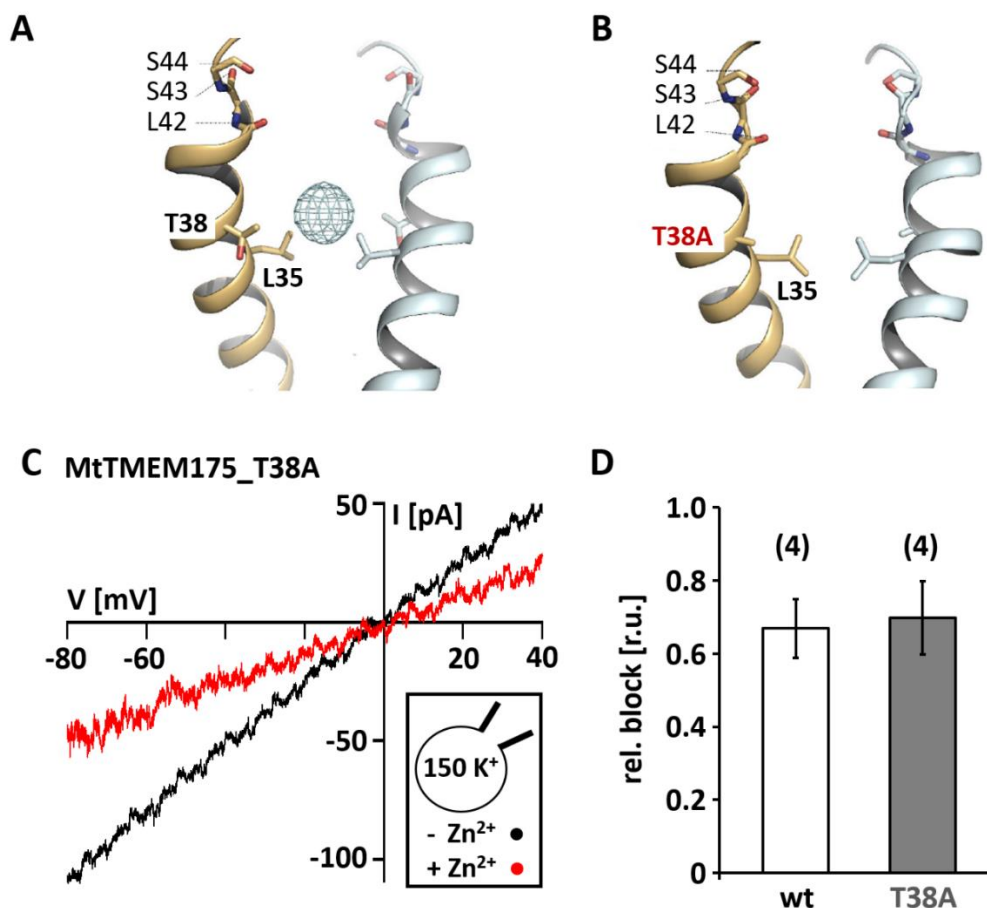 A
S44
S43
L42
T38
L35
B
S44
S43
L42
T38A
L35
C MtTMEM175_T38A
50
I [pA]
V [mV]
-80 -60 -20 20 40
-50
-100
150 K⁺
- Zn²⁺
+ Zn²⁺
D
rel. block [r.u.]
1.0
0.8
0.6
0.4
0.2
0
(4) (4)
wt T38A